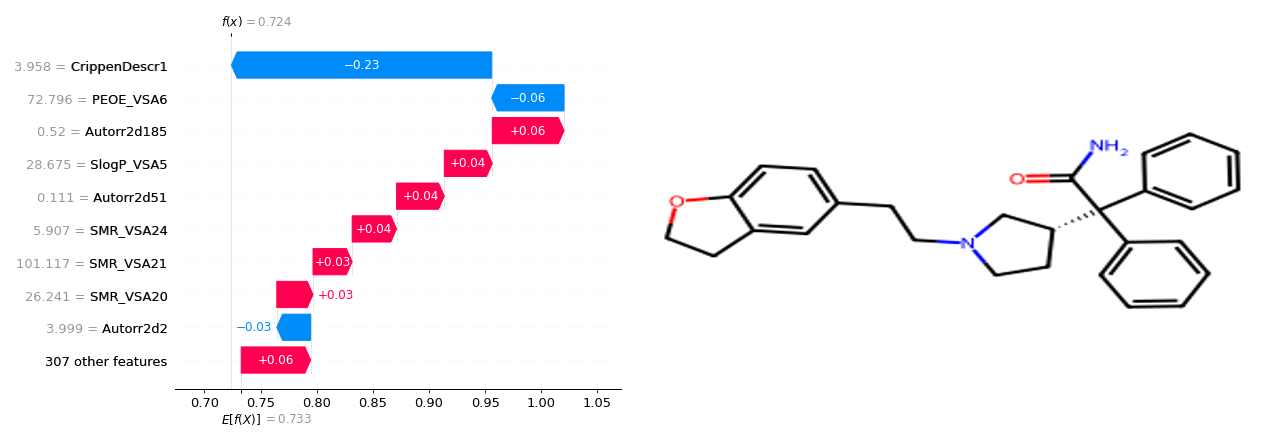 f(x) = 0.724
3.958 = CrippenDescr1
−0.23
72.796 = PEOE_VSA6
−0.06
0.52 = Autorr2d185
+0.06
28.675 = SlogP_VSA5
+0.04
0.111 = Autorr2d51
+0.04
5.907 = SMR_VSA24
+0.04
101.117 = SMR_VSA21
+0.03
26.241 = SMR_VSA20
+0.03
3.999 = Autorr2d2
−0.03
307 other features
+0.06
0.70 0.75 0.80 0.85 0.90 0.95 1.00 1.05
E[f(X)] = 0.733
NH₂
O
O
N